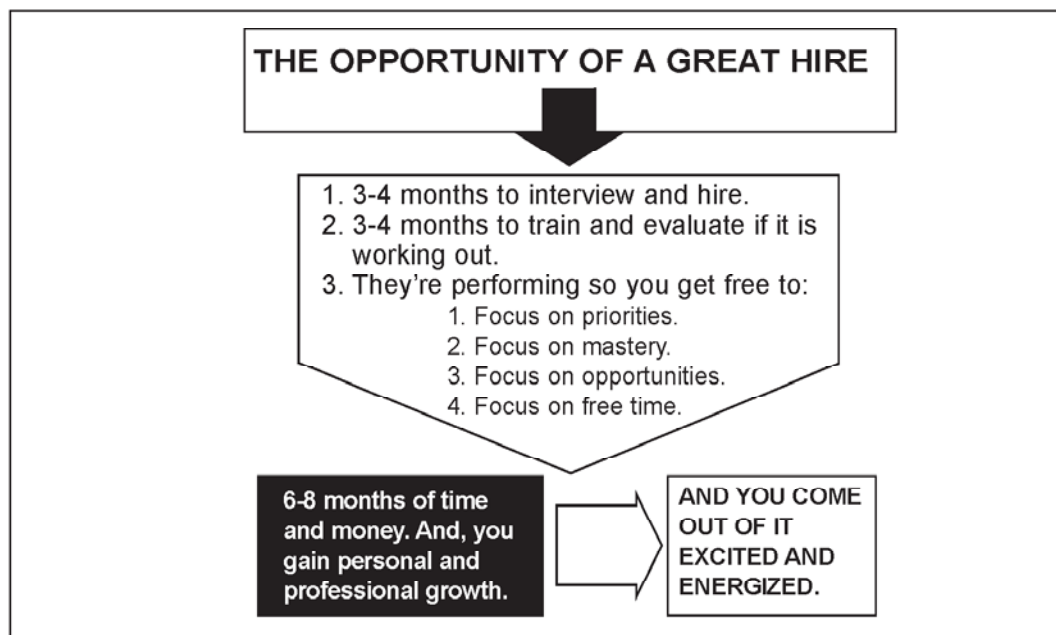 THE OPPORTUNITY OF A GREAT HIRE
1. 3-4 months to interview and hire.
2. 3-4 months to train and evaluate if it is
working out.
3. They’re performing so you get free to:
1. Focus on priorities.
2. Focus on mastery.
3. Focus on opportunities.
4. Focus on free time.
6-8 months of time
and money. And, you
gain personal and
professional growth.
AND YOU COME
OUT OF IT
EXCITED AND
ENERGIZED.